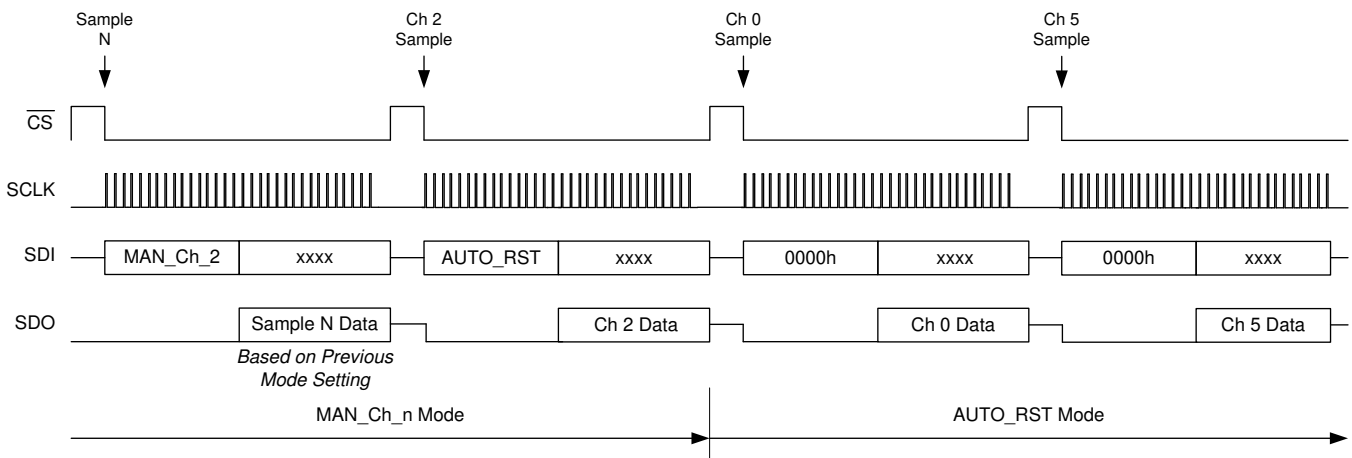 Sample
N
Ch 2
Sample
Ch 0
Sample
Ch 5
Sample
CS
SCLK
SDI
MAN_Ch_2
xxxx
AUTO_RST
xxxx
0000h
xxxx
0000h
xxxx
SDO
Sample N Data
Ch 2 Data
Ch 0 Data
Ch 5 Data
Based on Previous
Mode Setting
MAN_Ch_n Mode
AUTO_RST Mode